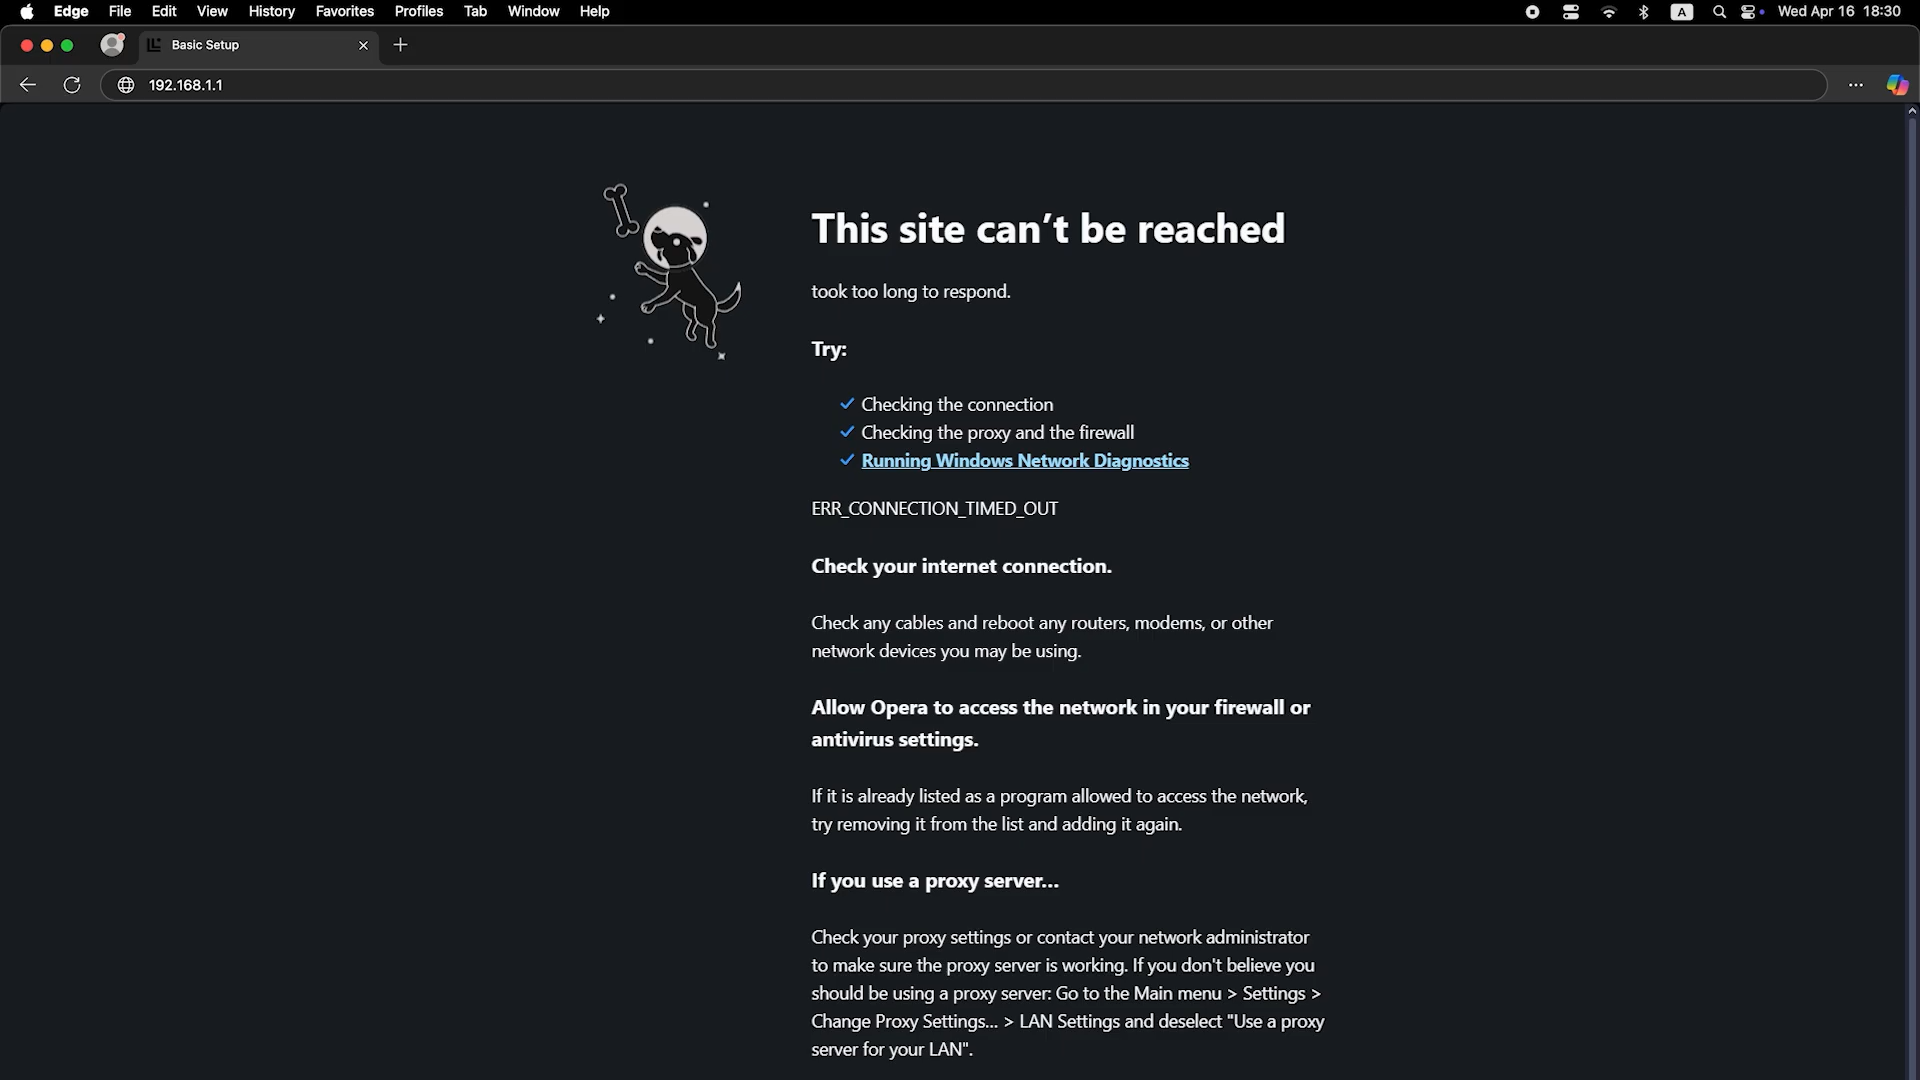 Edge File Edit View History Favorites Profiles Tab Window Help A Wed Apr 16 18:30
Basic Setup
192.168.1.1
This site can't be reached
took too long to respond.
Try:
Checking the connection
Checking the proxy and the firewall
Running Windows Network Diagnostics
ERR_CONNECTION_TIMED_OUT
Check your internet connection.
Check any cables and reboot any routers, modems, or other
network devices you may be using.
Allow Opera to access the network in your firewall or
antivirus settings.
If it is already listed as a program allowed to access the network,
try removing it from the list and adding it again.
If you use a proxy server...
Check your proxy settings or contact your network administrator
to make sure the proxy server is working. If you don't believe you
should be using a proxy server: Go to the Main menu > Settings >
Change Proxy Settings... > LAN Settings and deselect "Use a proxy
server for your LAN".